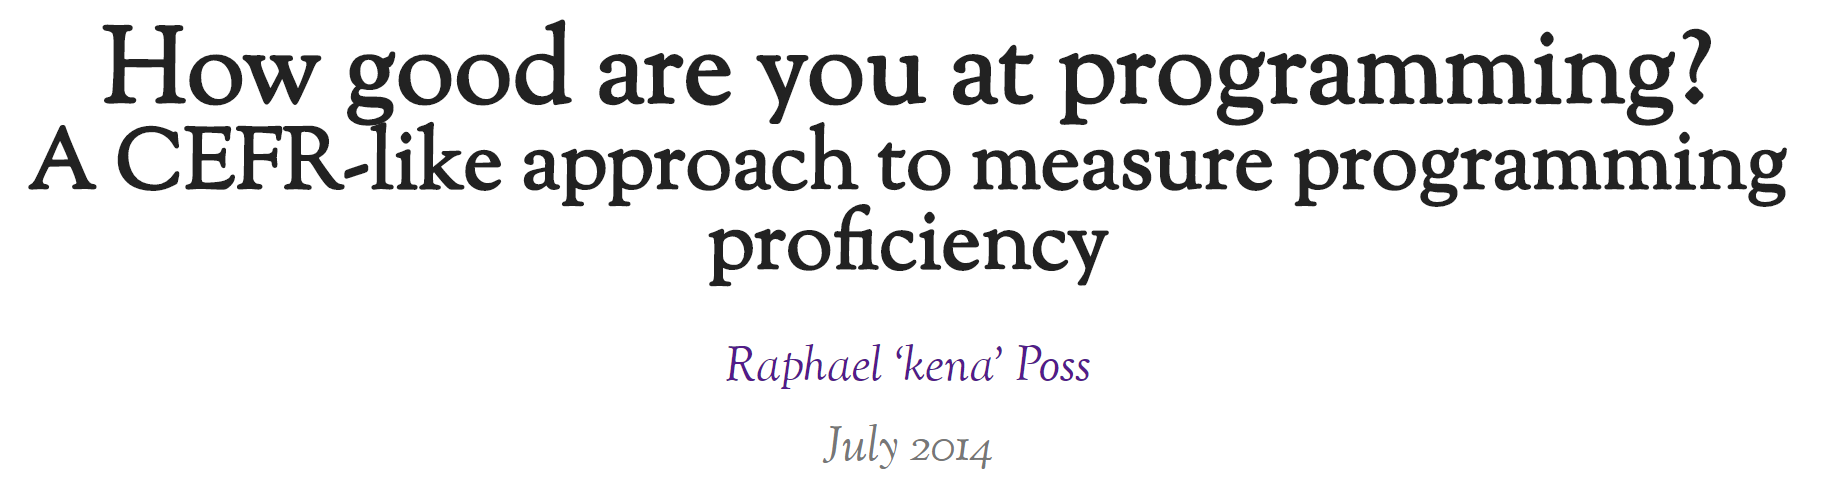 How good are you at programming?
A CEFR-like approach to measure programming
proficiency
Raphael ‘kena’ Poss
July 2014